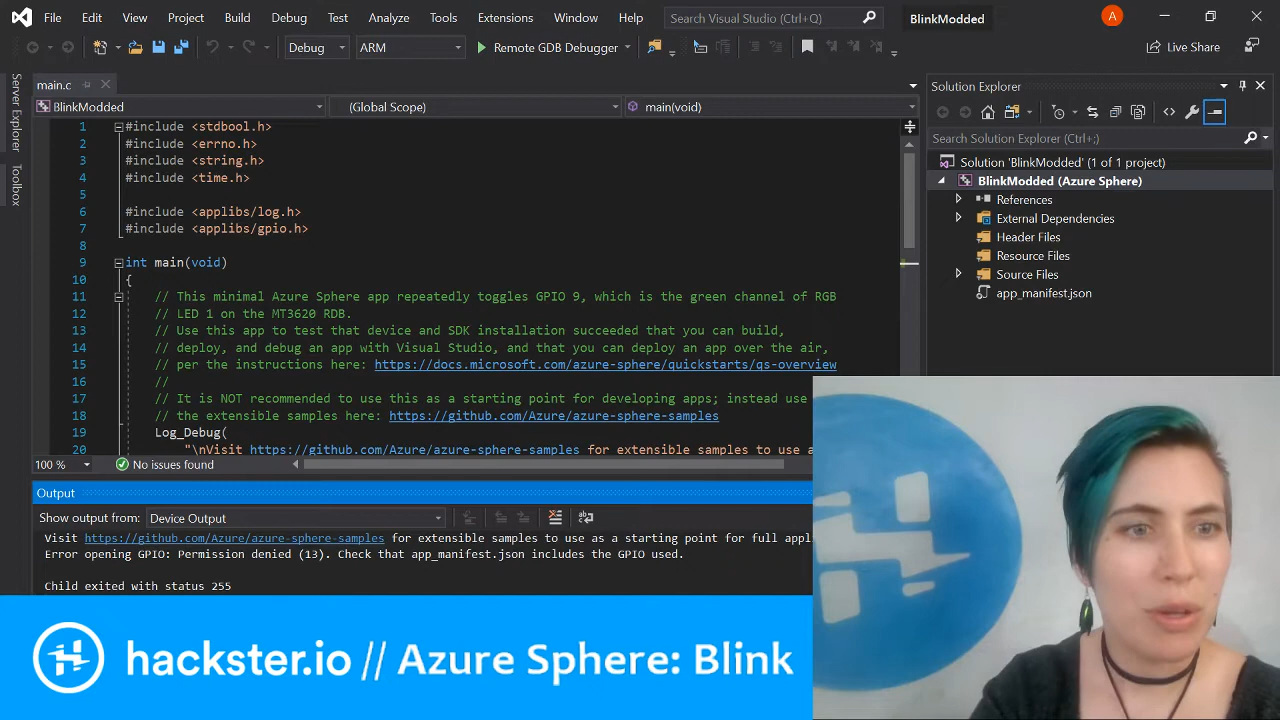 File Edit View Project Build Debug Test Analyze Tools Extensions Window Help Search Visual Studio (Ctrl+Q) BlinkModded A
Debug ARM Remote GDB Debugger Live Share
Server Explorer
Toolbox
main.c
BlinkModded (Global Scope) main(void)
1 #include <stdbool.h>
2 #include <errno.h>
3 #include <string.h>
4 #include <time.h>
5
6 #include <applibs/log.h>
7 #include <applibs/gpio.h>
8
9 int main(void)
10 {
11 // This minimal Azure Sphere app repeatedly toggles GPIO 9, which is the green channel of RGB
12 // LED 1 on the MT3620 RDB.
13 // Use this app to test that device and SDK installation succeeded that you can build,
14 // deploy, and debug an app with Visual Studio, and that you can deploy an app over the air,
15 // per the instructions here: https://docs.microsoft.com/azure-sphere/quickstarts/qs-overview
16 //
17 // It is NOT recommended to use this as a starting point for developing apps; instead use
18 // the extensible samples here: https://github.com/Azure/azure-sphere-samples
19 Log_Debug(
20 "\nVisit https://github.com/Azure/azure-sphere-samples for extensible samples to use a
100 % No issues found
Output
Show output from: Device Output
Visit https://github.com/Azure/azure-sphere-samples for extensible samples to use as a starting point for full appl
Error opening GPIO: Permission denied (13). Check that app_manifest.json includes the GPIO used.
Child exited with status 255
Solution Explorer
Search Solution Explorer (Ctrl+;)
Solution 'BlinkModded' (1 of 1 project)
BlinkModded (Azure Sphere)
References
External Dependencies
Header Files
Resource Files
Source Files
app_manifest.json
hackster.io // Azure Sphere: Blink